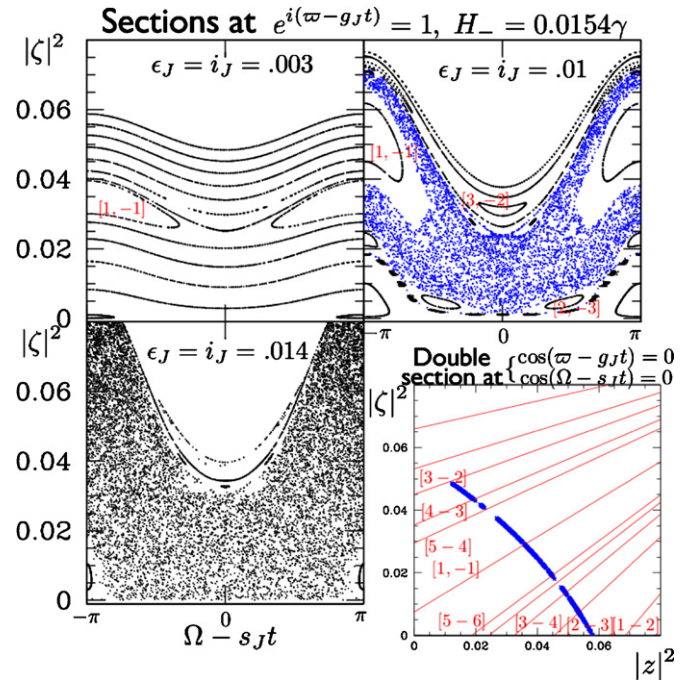 Sections at e^{i(ϖ−g_Jt)} = 1, H_− = 0.0154γ
|ζ|²
ϵ_J = i_J = .003
ϵ_J = i_J = .01
0.06
0.04
0.02
0
[1, −1]
[1, −1]
[3, −2]
[2, −3]
−π
0
π
|ζ|²
ϵ_J = i_J = .014
0.06
0.04
0.02
0
−π
0
π
Ω − s_Jt
Double section at { cos(ϖ − g_Jt) = 0
cos(Ω − s_Jt) = 0
|ζ|²
0.06
0.04
0.02
0
[3 − 2]
[4 − 3]
[5 − 4]
[1, −1]
[5 − 6]
[3 − 4]
[2 − 3]
[1 − 2]
0
0.02
0.04
0.06
|z|²